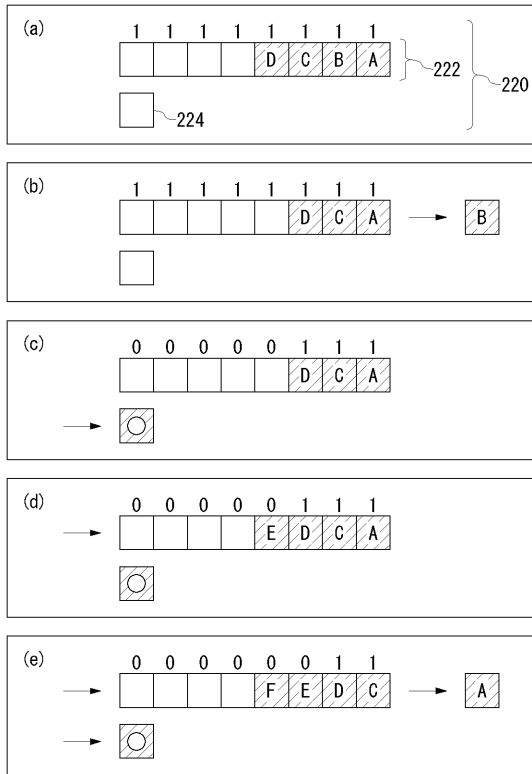 (a)
1 1 1 1 1 1 1 1
D C B A
222
220
224
(b)
1 1 1 1 1 1 1 1
D C A
B
(c)
0 0 0 0 0 1 1 1
D C A
(d)
0 0 0 0 0 1 1 1
E D C A
(e)
0 0 0 0 0 0 1 1
F E D C
A